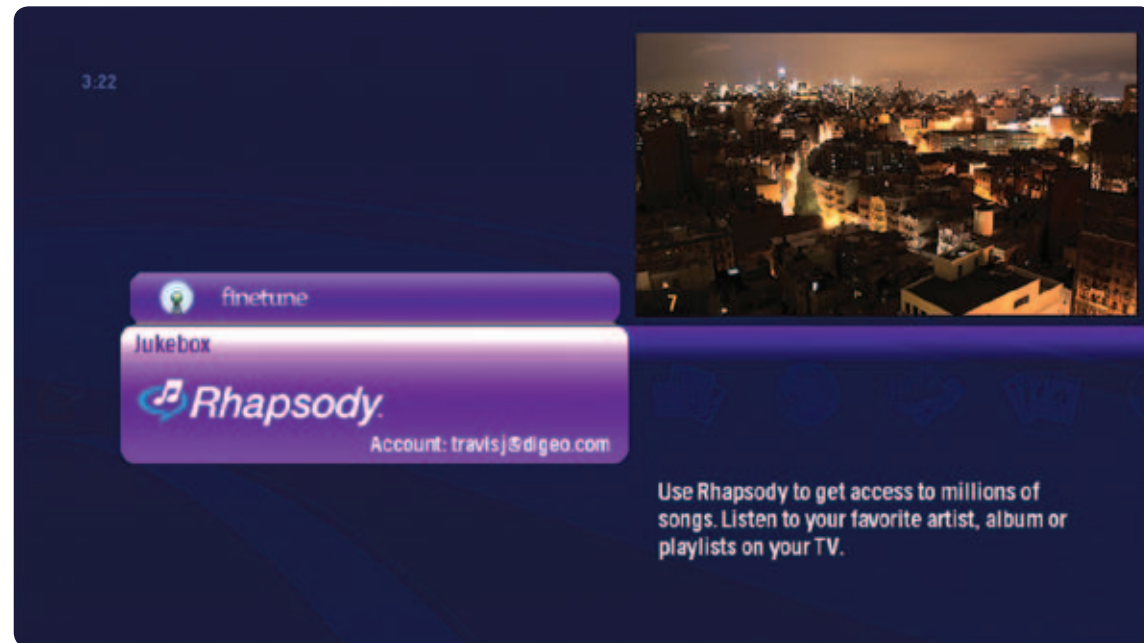 3:22
7
finetune
Jukebox
Rhapsody.
Account: travisj@digeo.com
Use Rhapsody to get access to millions of
songs. Listen to your favorite artist, album or
playlists on your TV.